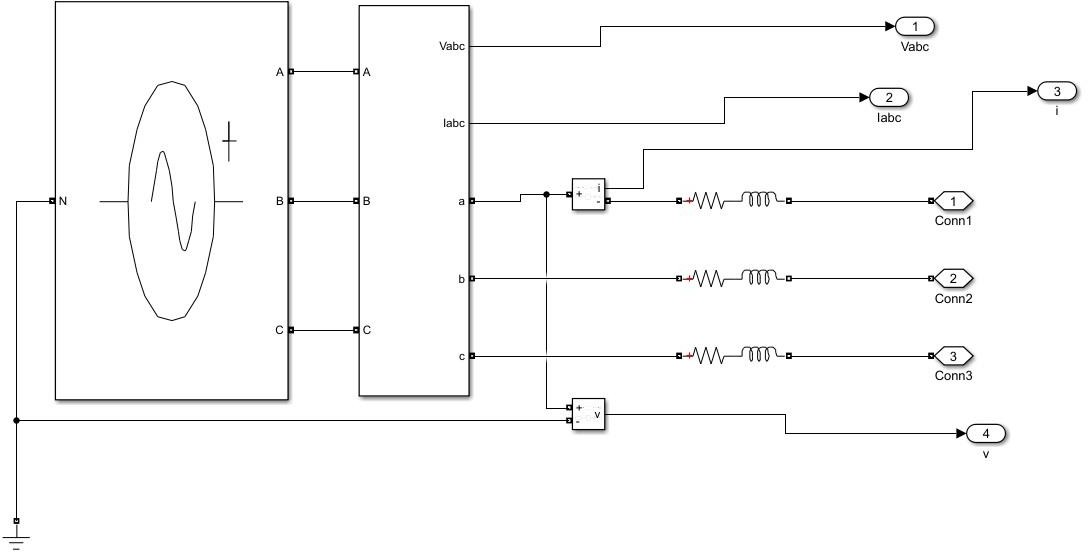 1
Vabc
Vabc
A
A
2
Iabc
Iabc
3
i
i
+
-
N
B
B
a
+
1
Conn1
b
+
2
Conn2
C
C
c
+
3
Conn3
+
-
v
4
v